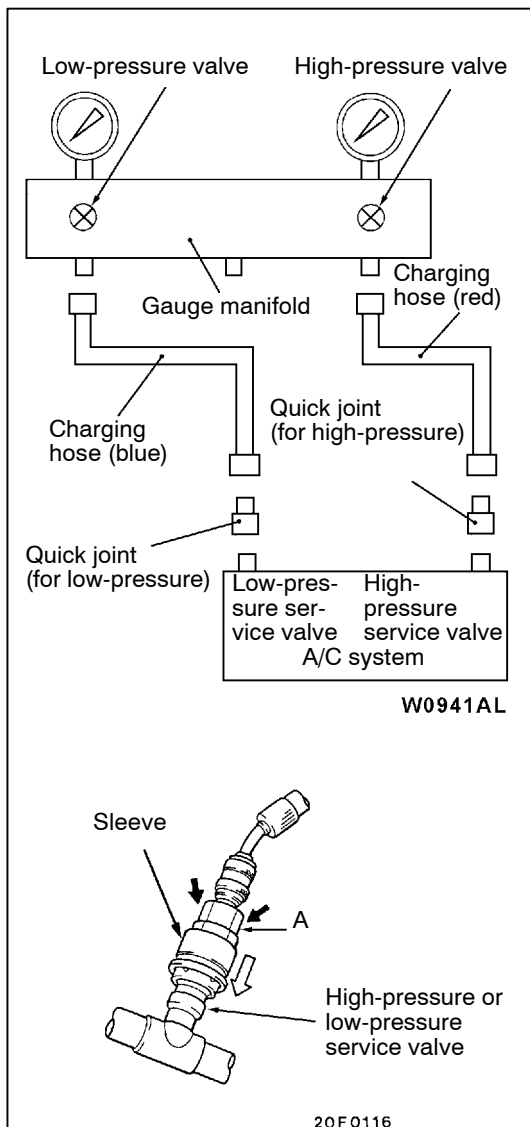 Low-pressure valve
High-pressure valve
Gauge manifold
Charging
hose (red)
Charging
hose (blue)
Quick joint
(for high-pressure)
Quick joint
(for low-pressure)
Low-pres-
sure ser-
vice valve
High-
pressure
service valve
A/C system
W0941AL
Sleeve
A
High-pressure or
low-pressure
service valve
20F0116